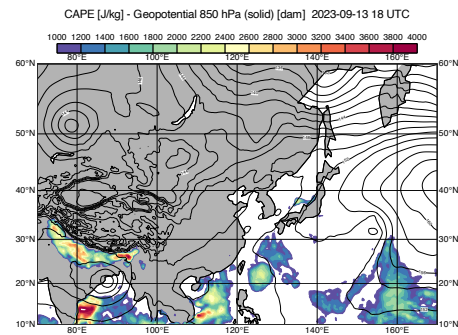 CAPE [J/kg] - Geopotential 850 hPa (solid) [dam]  2023-09-13 18 UTC
1000 1200 1400 1600 1800 2000 2200 2400 2600 2800 3000 3200 3400 3600 3800 4000
80°E 100°E 120°E 140°E 160°E
60°N 60°N
50°N 50°N
40°N 40°N
30°N 30°N
20°N 20°N
10°N 10°N
80°E 100°E 120°E 140°E 160°E